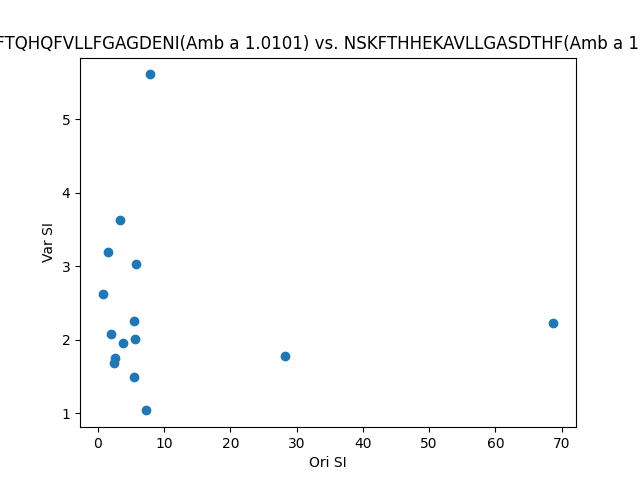 FTQHQFVLLFGAGDENI(Amb a 1.0101) vs. NSKFTHHEKAVLLGASDTHF(Amb a 1
5
4
3
2
1
Var SI
0 10 20 30 40 50 60 70
Ori SI